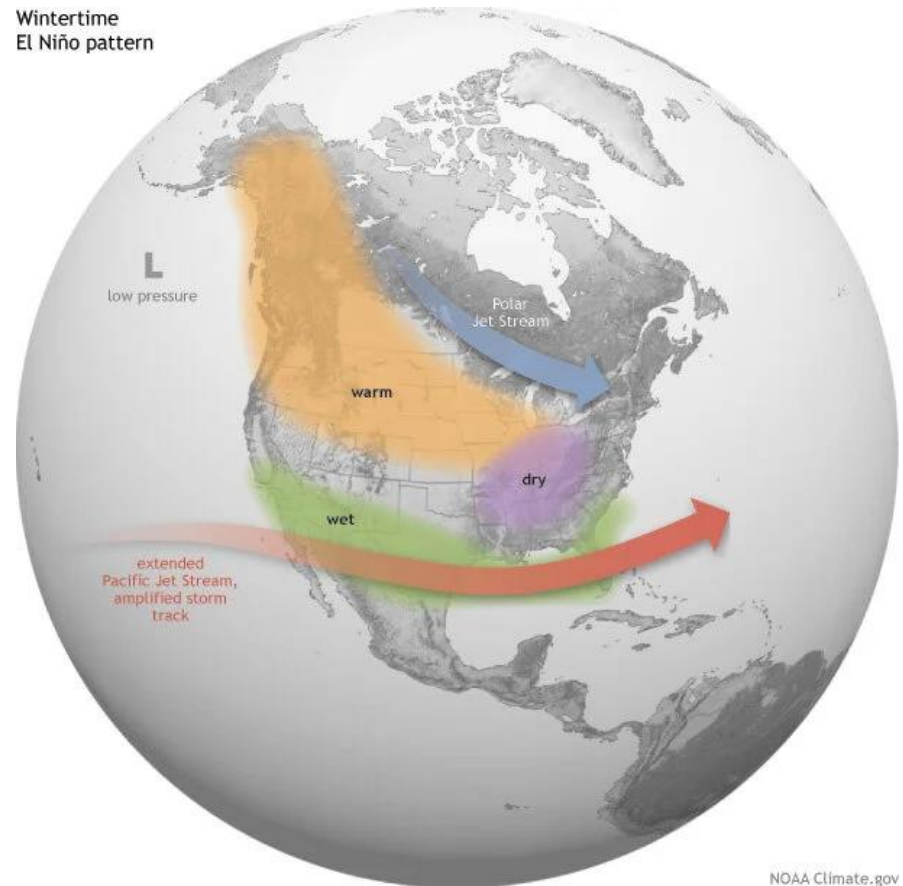 Wintertime
El Niño pattern
L
low pressure
Polar
Jet Stream
warm
dry
wet
extended
Pacific Jet Stream,
amplified storm
track
NOAA Climate.gov